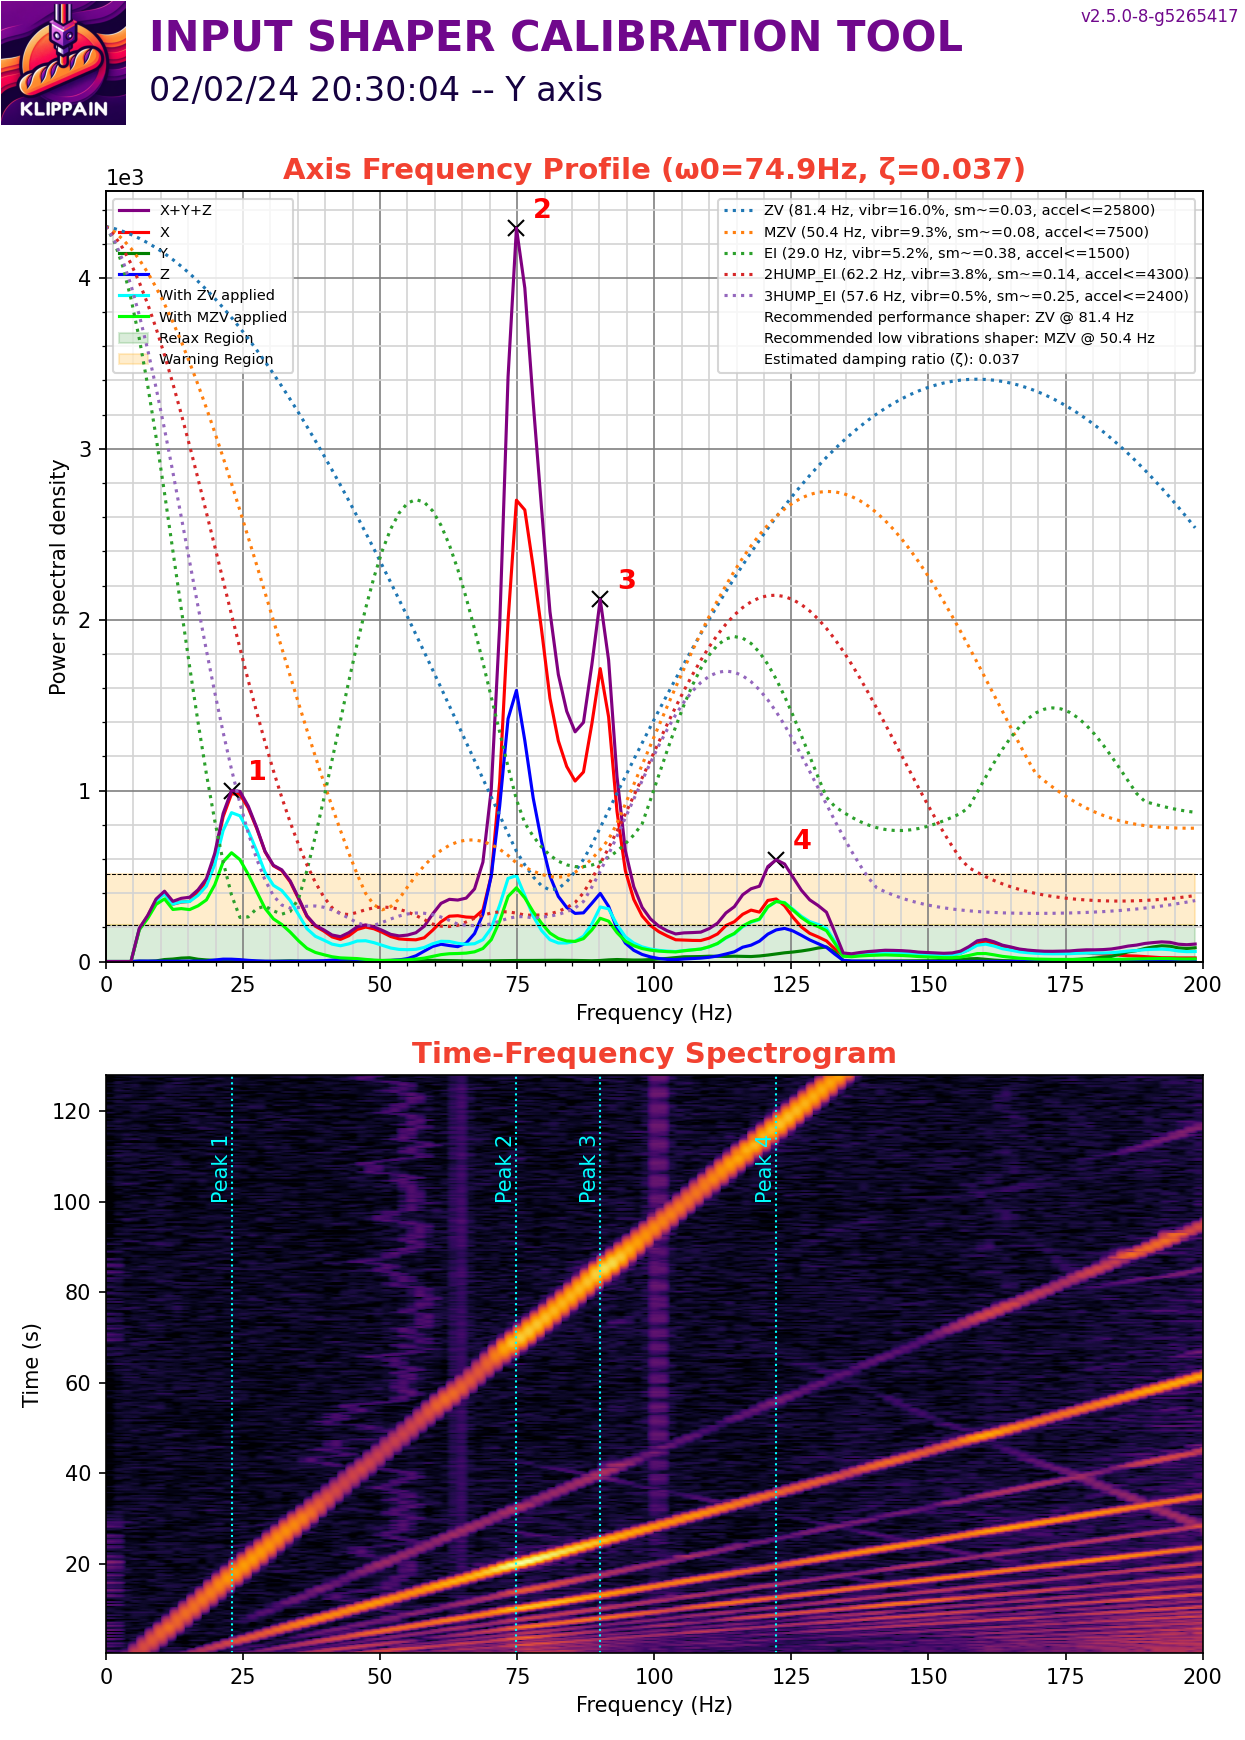 INPUT SHAPER CALIBRATION TOOL
v2.5.0-8-g5265417
02/02/24 20:30:04 -- Y axis
KLIPPAIN
Axis Frequency Profile (ω0=74.9Hz, ζ=0.037)
1e3
X+Y+Z
X
Y
Z
With ZV applied
With MZV applied
Relax Region
Warning Region
ZV (81.4 Hz, vibr=16.0%, sm~=0.03, accel<=25800)
MZV (50.4 Hz, vibr=9.3%, sm~=0.08, accel<=7500)
EI (29.0 Hz, vibr=5.2%, sm~=0.38, accel<=1500)
2HUMP_EI (62.2 Hz, vibr=3.8%, sm~=0.14, accel<=4300)
3HUMP_EI (57.6 Hz, vibr=0.5%, sm~=0.25, accel<=2400)
Recommended performance shaper: ZV @ 81.4 Hz
Recommended low vibrations shaper: MZV @ 50.4 Hz
Estimated damping ratio (ζ): 0.037
2
3
1
4
4
3
2
1
0
Power spectral density
0 25 50 75 100 125 150 175 200
Frequency (Hz)
Time-Frequency Spectrogram
120
100
80
60
40
20
Time (s)
Peak 1
Peak 2
Peak 3
Peak 4
0 25 50 75 100 125 150 175 200
Frequency (Hz)